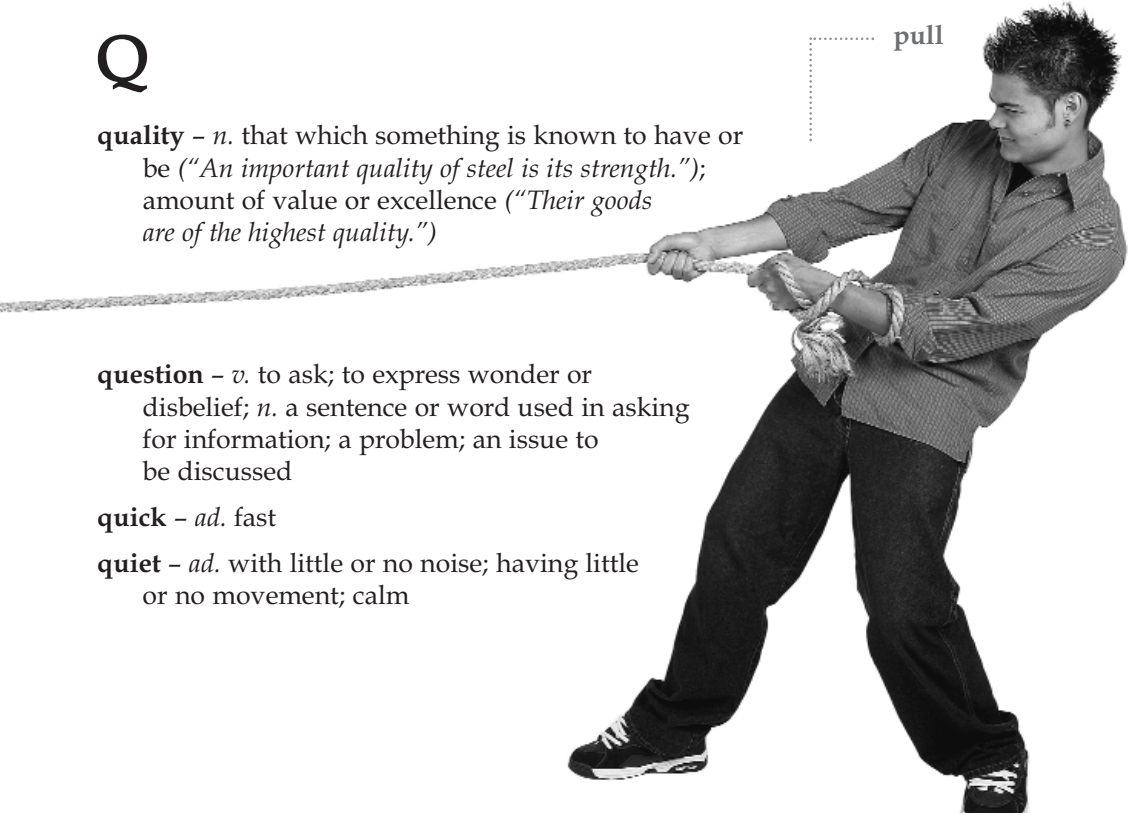 Q
pull
quality – n. that which something is known to have or
be (“An important quality of steel is its strength.”);
amount of value or excellence (“Their goods
are of the highest quality.”)
question – v. to ask; to express wonder or
disbelief; n. a sentence or word used in asking
for information; a problem; an issue to
be discussed
quick – ad. fast
quiet – ad. with little or no noise; having little
or no movement; calm